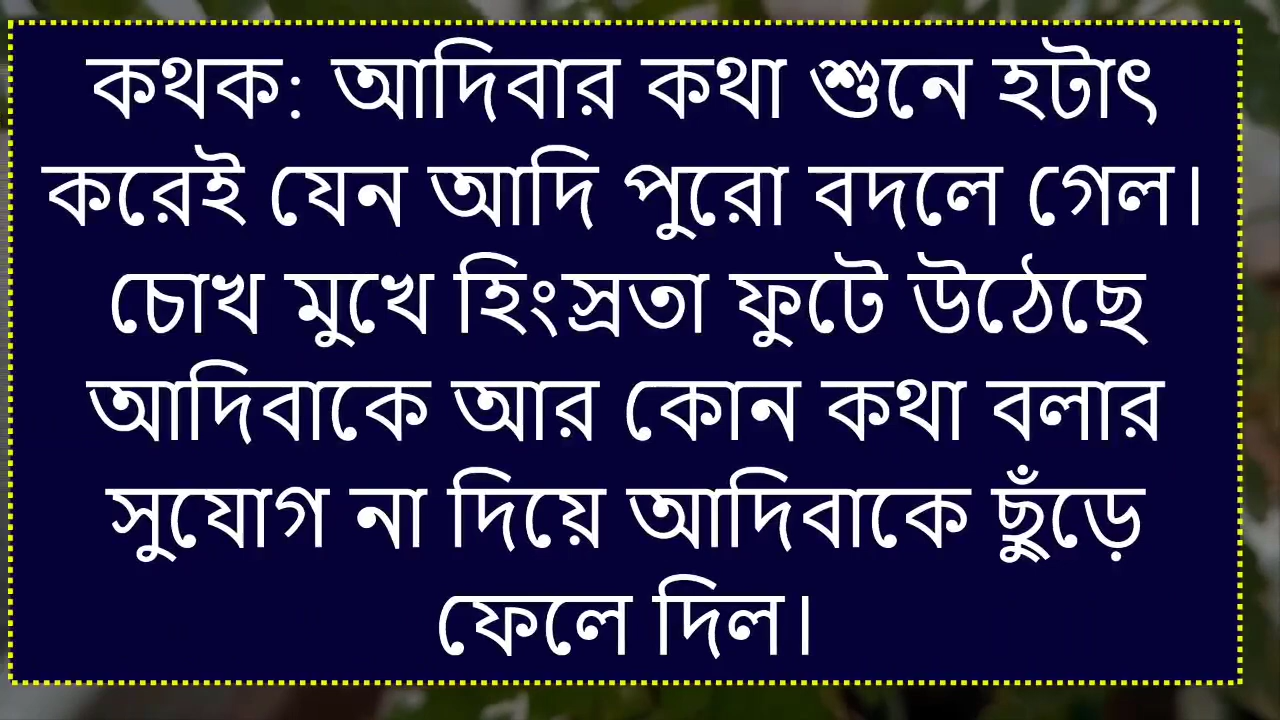 কথক: আদিবার কথা শুনে হটাৎ
করেই যেন আদি পুরো বদলে গেল।
চোখ মুখে হিংস্রতা ফুটে উঠেছে
আদিবাকে আর কোন কথা বলার
সুযোগ না দিয়ে আদিবাকে ছুঁড়ে
ফেলে দিল।